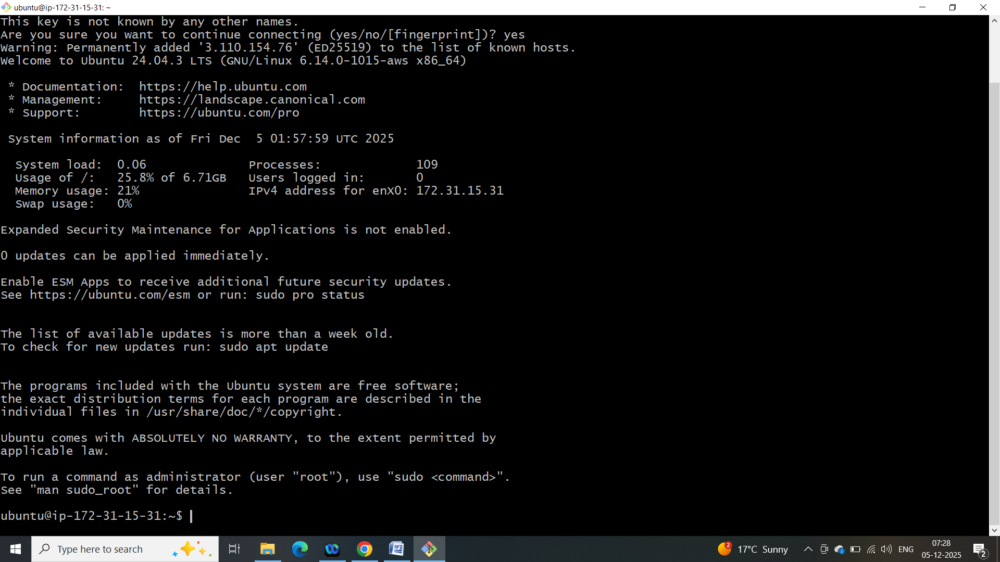 ubuntu@ip-172-31-15-31: ~
This key is not known by any other names.
Are you sure you want to continue connecting (yes/no/[fingerprint])? yes
Warning: Permanently added '3.110.154.76' (ED25519) to the list of known hosts.
Welcome to Ubuntu 24.04.3 LTS (GNU/Linux 6.14.0-1015-aws x86_64)
* Documentation:  https://help.ubuntu.com
* Management:     https://landscape.canonical.com
* Support:        https://ubuntu.com/pro
System information as of Fri Dec  5 01:57:59 UTC 2025
System load:  0.06              Processes:             109
Usage of /:   25.8% of 6.71GB   Users logged in:       0
Memory usage: 21%               IPv4 address for enX0: 172.31.15.31
Swap usage:   0%
Expanded Security Maintenance for Applications is not enabled.
0 updates can be applied immediately.
Enable ESM Apps to receive additional future security updates.
See https://ubuntu.com/esm or run: sudo pro status
The list of available updates is more than a week old.
To check for new updates run: sudo apt update
The programs included with the Ubuntu system are free software;
the exact distribution terms for each program are described in the
individual files in /usr/share/doc/*/copyright.
Ubuntu comes with ABSOLUTELY NO WARRANTY, to the extent permitted by
applicable law.
To run a command as administrator (user "root"), use "sudo <command>".
See "man sudo_root" for details.
ubuntu@ip-172-31-15-31:~$
Type here to search
2
17°C Sunny
ENG
07:28
05-12-2025
2